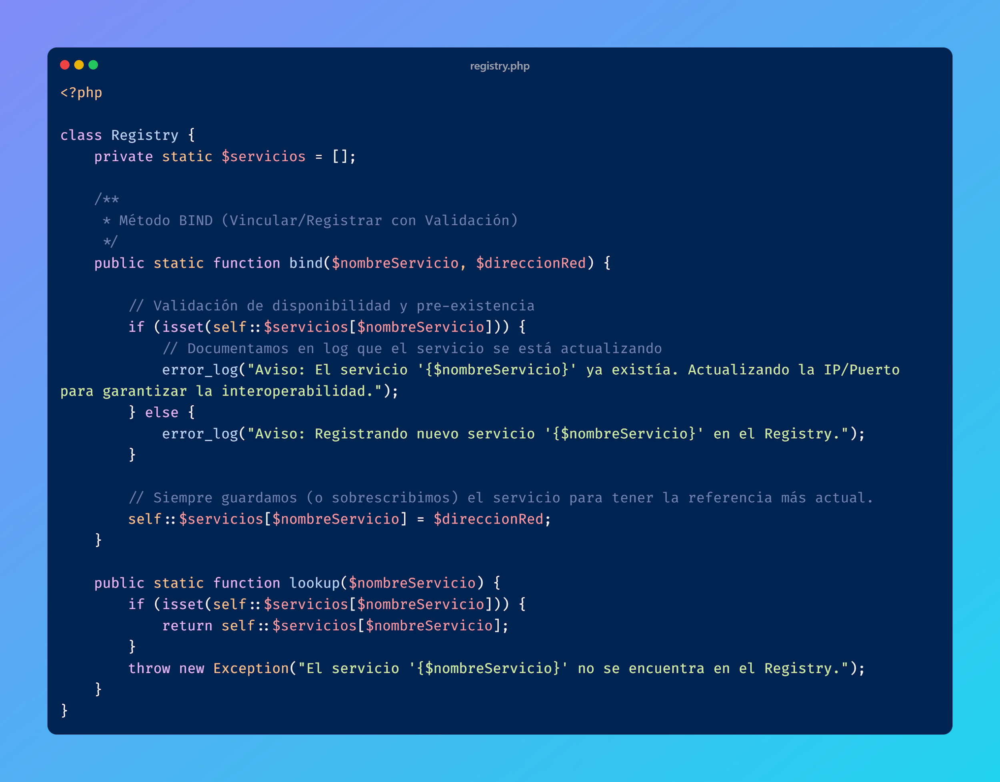 registry.php
<?php
class Registry {
    private static $servicios = [];
    /**
     * Método BIND (Vincular/Registrar con Validación)
     */
    public static function bind($nombreServicio, $direccionRed) {
        // Validación de disponibilidad y pre-existencia
        if (isset(self::$servicios[$nombreServicio])) {
            // Documentamos en log que el servicio se está actualizando
            error_log("Aviso: El servicio '{$nombreServicio}' ya existía. Actualizando la IP/Puerto
para garantizar la interoperabilidad.");
        } else {
            error_log("Aviso: Registrando nuevo servicio '{$nombreServicio}' en el Registry.");
        }
        // Siempre guardamos (o sobrescribimos) el servicio para tener la referencia más actual.
        self::$servicios[$nombreServicio] = $direccionRed;
    }
    public static function lookup($nombreServicio) {
        if (isset(self::$servicios[$nombreServicio])) {
            return self::$servicios[$nombreServicio];
        }
        throw new Exception("El servicio '{$nombreServicio}' no se encuentra en el Registry.");
    }
}